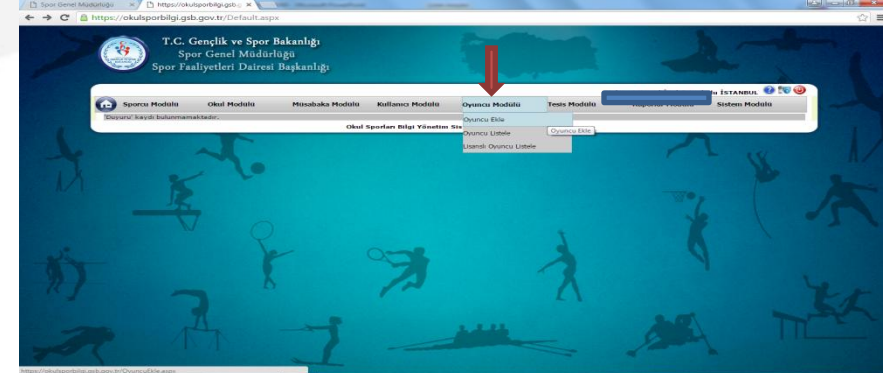 Spor Genel Müdürlüğü
https://okulsporbilgi.gsb.g
https://okulsporbilgi.gsb.gov.tr/Default.aspx
T.C. Gençlik ve Spor Bakanlığı
Spor Genel Müdürlüğü
Spor Faaliyetleri Dairesi Başkanlığı
İSTANBUL
Sporcu Modülü Okul Modülü Müsabaka Modülü Kullanıcı Modülü Oyuncu Modülü Tesis Modülü Sistem Modülü
'Duyuru' kaydı bulunmamaktadır.
Oyuncu Ekle
Okul Sporları Bilgi Yönetim Sis
Oyuncu Listele
Oyuncu Ekle
Lisanslı Oyuncu Listele
https://okulsporbilgi.gsb.gov.tr/OyuncuEkle.aspx